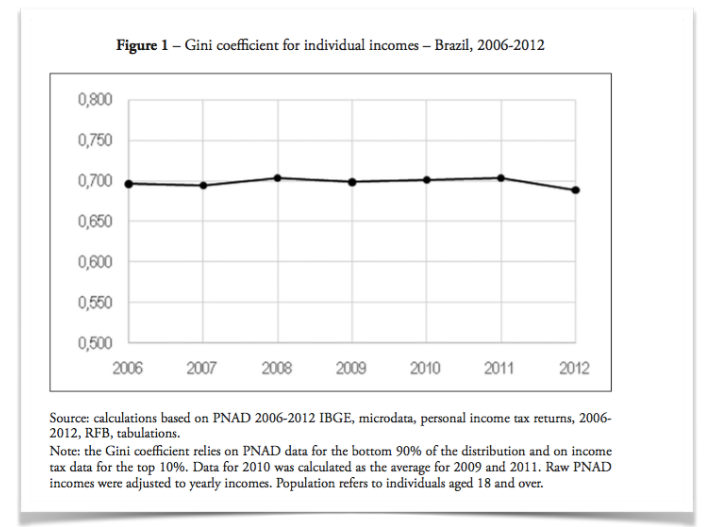 Figure 1 – Gini coefficient for individual incomes – Brazil, 2006-2012
0,800
0,750
0,700
0,650
0,600
0,550
0,500
2006 2007 2008 2009 2010 2011 2012
Source: calculations based on PNAD 2006-2012 IBGE, microdata, personal income tax returns, 2006-
2012, RFB, tabulations.
Note: the Gini coefficient relies on PNAD data for the bottom 90% of the distribution and on income
tax data for the top 10%. Data for 2010 was calculated as the average for 2009 and 2011. Raw PNAD
incomes were adjusted to yearly incomes. Population refers to individuals aged 18 and over.